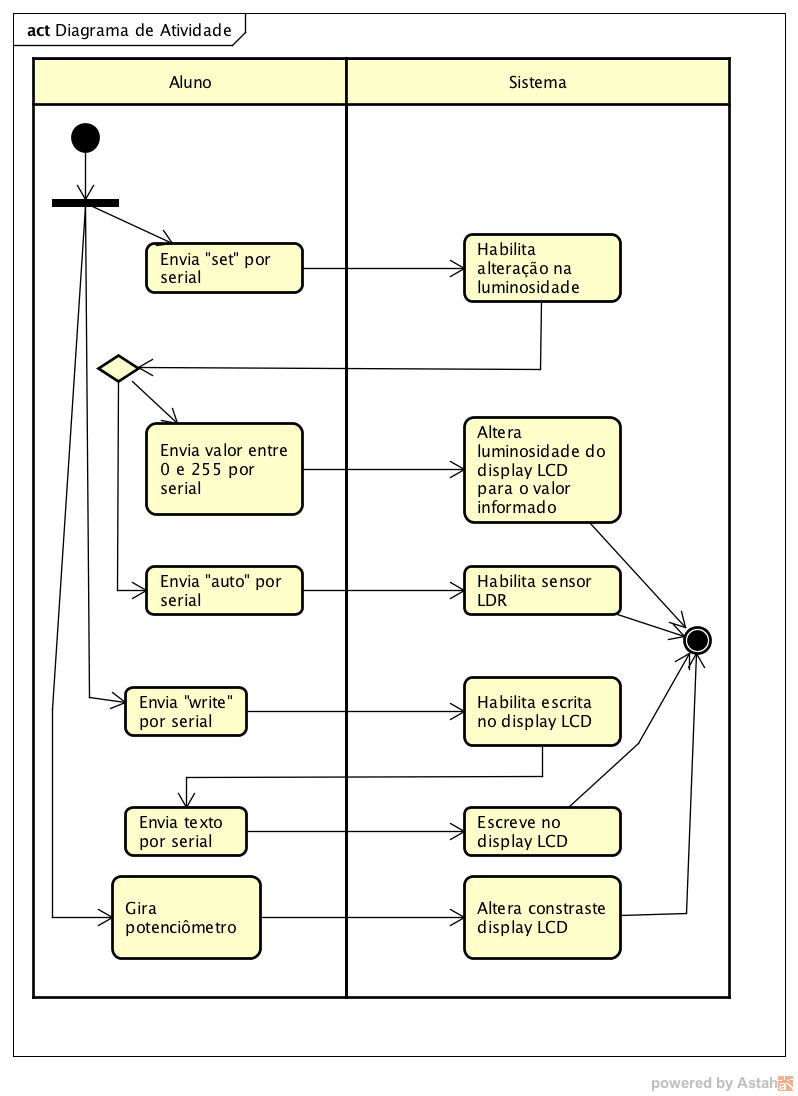 act Diagrama de Atividade
Aluno
Sistema
Envia "set" por
serial
Habilita
alteração na
luminosidade
Envia valor entre
0 e 255 por
serial
Altera
luminosidade do
display LCD
para o valor
informado
Envia "auto" por
serial
Habilita sensor
LDR
Envia "write"
por serial
Habilita escrita
no display LCD
Envia texto
por serial
Escreve no
display LCD
Gira
potenciômetro
Altera constraste
display LCD
powered by Astah